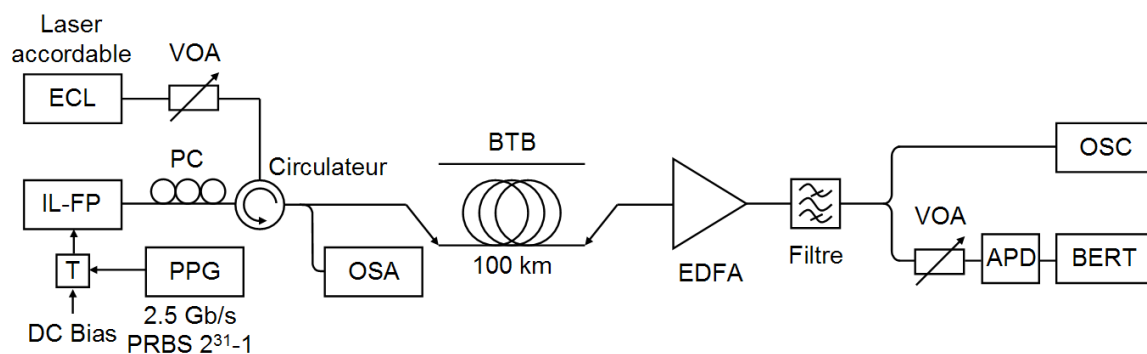 Laser
accordable
VOA
ECL
PC
Circulateur
BTB
OSC
IL-FP
VOA
T
PPG
OSA
100 km
EDFA
Filtre
APD
BERT
2.5 Gb/s
DC Bias
PRBS 2³¹-1